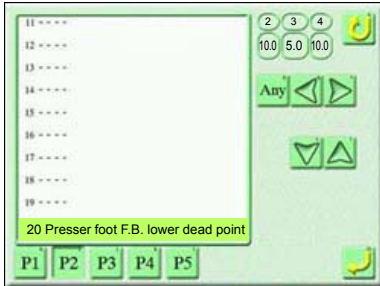 11 - - - -
2 3 4
12 - - - -
10.0 5.0 10.0
13 - - - -
14 - - - -
Any
15 - - - -
16 - - - -
17 - - - -
18 - - - -
19 - - - -
20 Presser foot F.B. lower dead point
P1 P2 P3 P4 P5